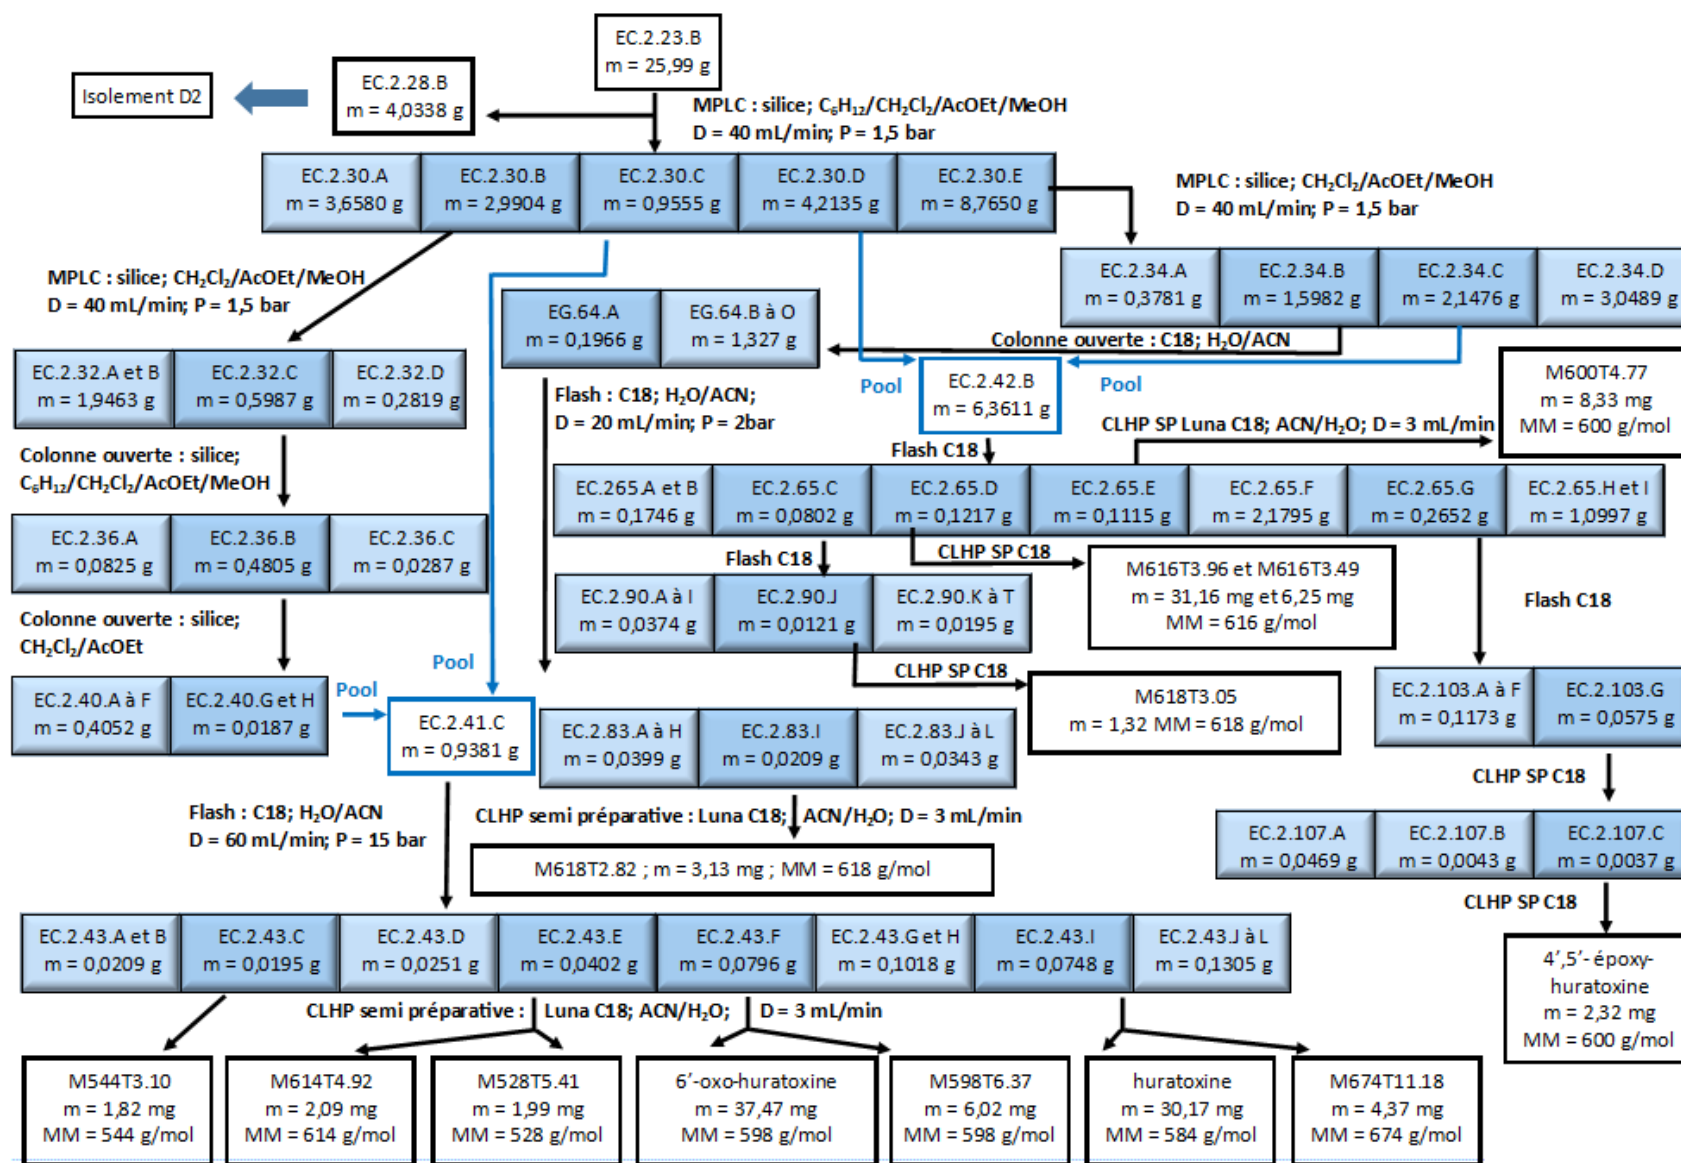 EC.2.23.B
m = 25,99 g
Isolement D2
EC.2.28.B
m = 4,0338 g
MPLC : silice; C₆H₁₂/CH₂Cl₂/AcOEt/MeOH
D = 40 mL/min; P = 1,5 bar
EC.2.30.A
m = 3,6580 g
EC.2.30.B
m = 2,9904 g
EC.2.30.C
m = 0,9555 g
EC.2.30.D
m = 4,2135 g
EC.2.30.E
m = 8,7650 g
MPLC : silice; CH₂Cl₂/AcOEt/MeOH
D = 40 mL/min; P = 1,5 bar
MPLC : silice; CH₂Cl₂/AcOEt/MeOH
D = 40 mL/min; P = 1,5 bar
EC.2.34.A
m = 0,3781 g
EC.2.34.B
m = 1,5982 g
EC.2.34.C
m = 2,1476 g
EC.2.34.D
m = 3,0489 g
EG.64.A
m = 0,1966 g
EG.64.B à O
m = 1,327 g
Colonne ouverte : C18; H₂O/ACN
EC.2.32.A et B
m = 1,9463 g
EC.2.32.C
m = 0,5987 g
EC.2.32.D
m = 0,2819 g
Pool
EC.2.42.B
m = 6,3611 g
Pool
M600T4.77
m = 8,33 mg
MM = 600 g/mol
Flash : C18; H₂O/ACN;
D = 20 mL/min; P = 2bar
CLHP SP Luna C18; ACN/H₂O; D = 3 mL/min
Flash C18
Colonne ouverte : silice;
C₆H₁₂/CH₂Cl₂/AcOEt/MeOH
EC.265.A et B
m = 0,1746 g
EC.2.65.C
m = 0,0802 g
EC.2.65.D
m = 0,1217 g
EC.2.65.E
m = 0,1115 g
EC.2.65.F
m = 2,1795 g
EC.2.65.G
m = 0,2652 g
EC.2.65.H et I
m = 1,0997 g
EC.2.36.A
m = 0,0825 g
EC.2.36.B
m = 0,4805 g
EC.2.36.C
m = 0,0287 g
Flash C18
CLHP SP C18
M616T3.96 et M616T3.49
m = 31,16 mg et 6,25 mg
MM = 616 g/mol
Flash C18
EC.2.90.A à I
m = 0,0374 g
EC.2.90.J
m = 0,0121 g
EC.2.90.K à T
m = 0,0195 g
Colonne ouverte : silice;
CH₂Cl₂/AcOEt
CLHP SP C18
M618T3.05
m = 1,32 MM = 618 g/mol
Pool
Pool
EC.2.40.A à F
m = 0,4052 g
EC.2.40.G et H
m = 0,0187 g
EC.2.41.C
m = 0,9381 g
EC.2.83.A à H
m = 0,0399 g
EC.2.83.I
m = 0,0209 g
EC.2.83.J à L
m = 0,0343 g
EC.2.103.A à F
m = 0,1173 g
EC.2.103.G
m = 0,0575 g
CLHP SP C18
Flash : C18; H₂O/ACN
D = 60 mL/min; P = 15 bar
CLHP semi préparative : Luna C18; ACN/H₂O; D = 3 mL/min
M618T2.82 ; m = 3,13 mg ; MM = 618 g/mol
EC.2.107.A
m = 0,0469 g
EC.2.107.B
m = 0,0043 g
EC.2.107.C
m = 0,0037 g
CLHP SP C18
EC.2.43.A et B
m = 0,0209 g
EC.2.43.C
m = 0,0195 g
EC.2.43.D
m = 0,0251 g
EC.2.43.E
m = 0,0402 g
EC.2.43.F
m = 0,0796 g
EC.2.43.G et H
m = 0,1018 g
EC.2.43.I
m = 0,0748 g
EC.2.43.J à L
m = 0,1305 g
4’,5’- époxy-
huratoxine
m = 2,32 mg
MM = 600 g/mol
CLHP semi préparative : Luna C18; ACN/H₂O; D = 3 mL/min
M544T3.10
m = 1,82 mg
MM = 544 g/mol
M614T4.92
m = 2,09 mg
MM = 614 g/mol
M528T5.41
m = 1,99 mg
MM = 528 g/mol
6’-oxo-huratoxine
m = 37,47 mg
MM = 598 g/mol
M598T6.37
m = 6,02 mg
MM = 598 g/mol
huratoxine
m = 30,17 mg
MM = 584 g/mol
M674T11.18
m = 4,37 mg
MM = 674 g/mol